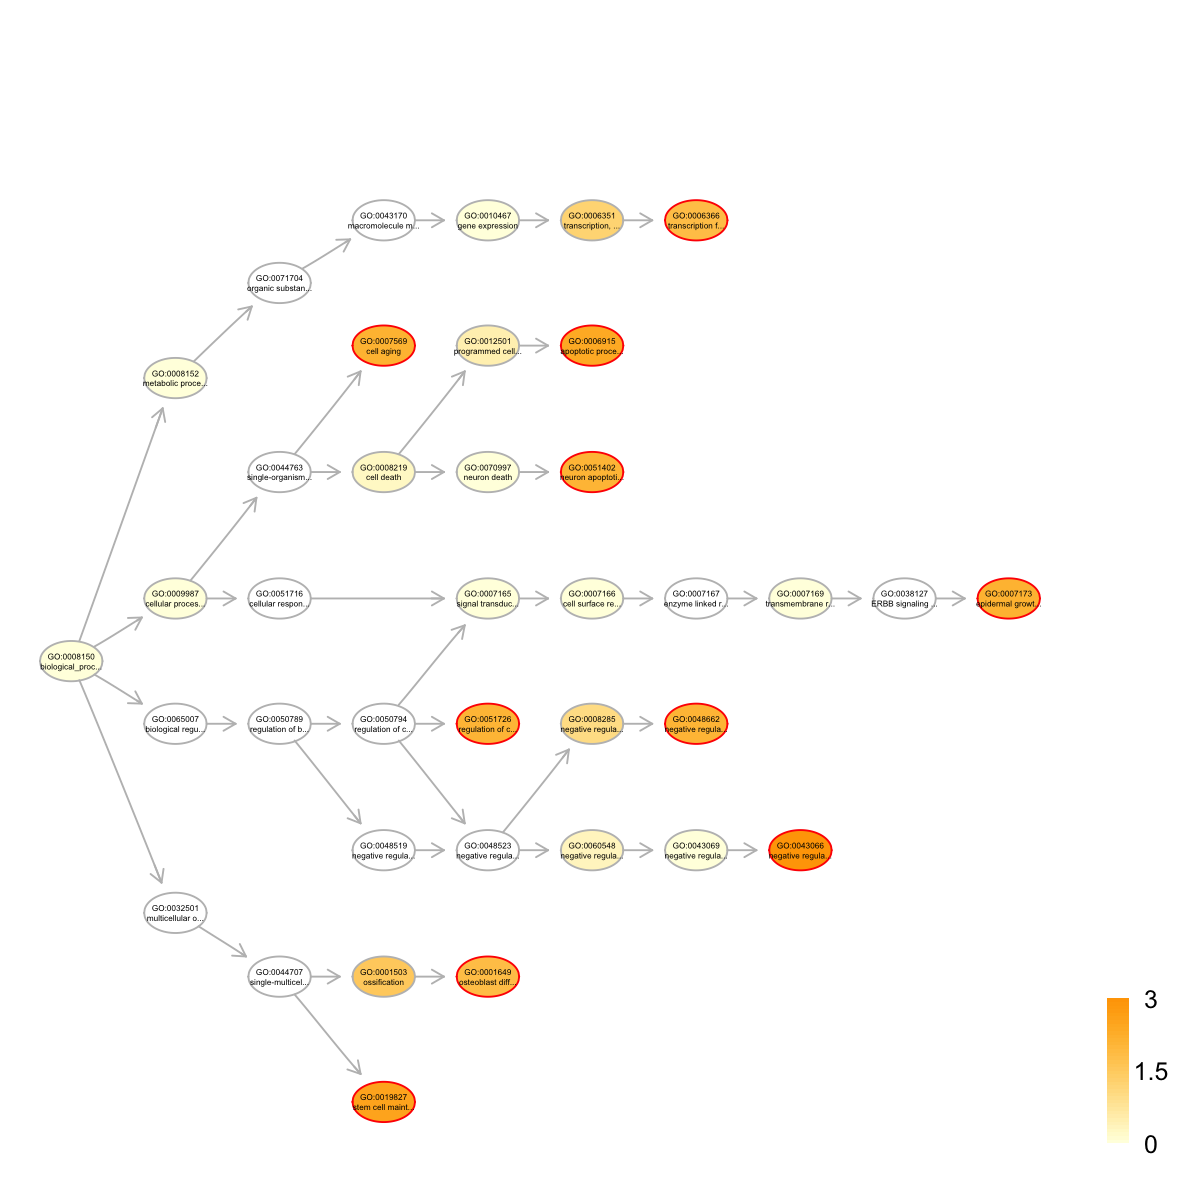 GO:0043170
macromolecule m...
GO:0010467
gene expression
GO:0006351
transcription, ...
GO:0006366
transcription f...
GO:0071704
organic substan...
GO:0007569
cell aging
GO:0012501
programmed cell...
GO:0006915
apoptotic proce...
GO:0008152
metabolic proce...
GO:0044763
single-organism...
GO:0008219
cell death
GO:0070997
neuron death
GO:0051402
neuron apoptoti...
GO:0009987
cellular proces...
GO:0051716
cellular respon...
GO:0007165
signal transduc...
GO:0007166
cell surface re...
GO:0007167
enzyme linked r...
GO:0007169
transmembrane r...
GO:0038127
ERBB signaling ...
GO:0007173
epidermal growt...
GO:0008150
biological_proc...
GO:0065007
biological regu...
GO:0050789
regulation of b...
GO:0050794
regulation of c...
GO:0051726
regulation of c...
GO:0008285
negative regula...
GO:0048662
negative regula...
GO:0048519
negative regula...
GO:0048523
negative regula...
GO:0060548
negative regula...
GO:0043069
negative regula...
GO:0043066
negative regula...
GO:0032501
multicellular o...
GO:0044707
single-multicel...
GO:0001503
ossification
GO:0001649
osteoblast diff...
GO:0019827
stem cell maint...
3
1.5
0